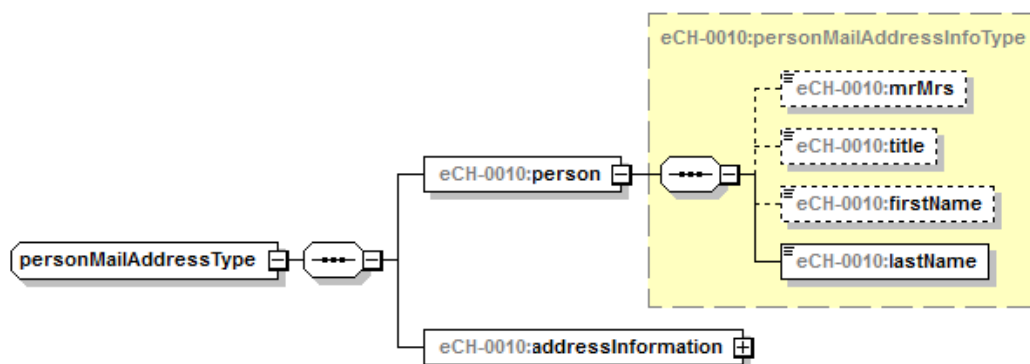 eCH-0010:personMailAddressInfoType
eCH-0010:mrMrs
eCH-0010:title
eCH-0010:person
eCH-0010:firstName
personMailAddressType
eCH-0010:lastName
eCH-0010:addressInformation